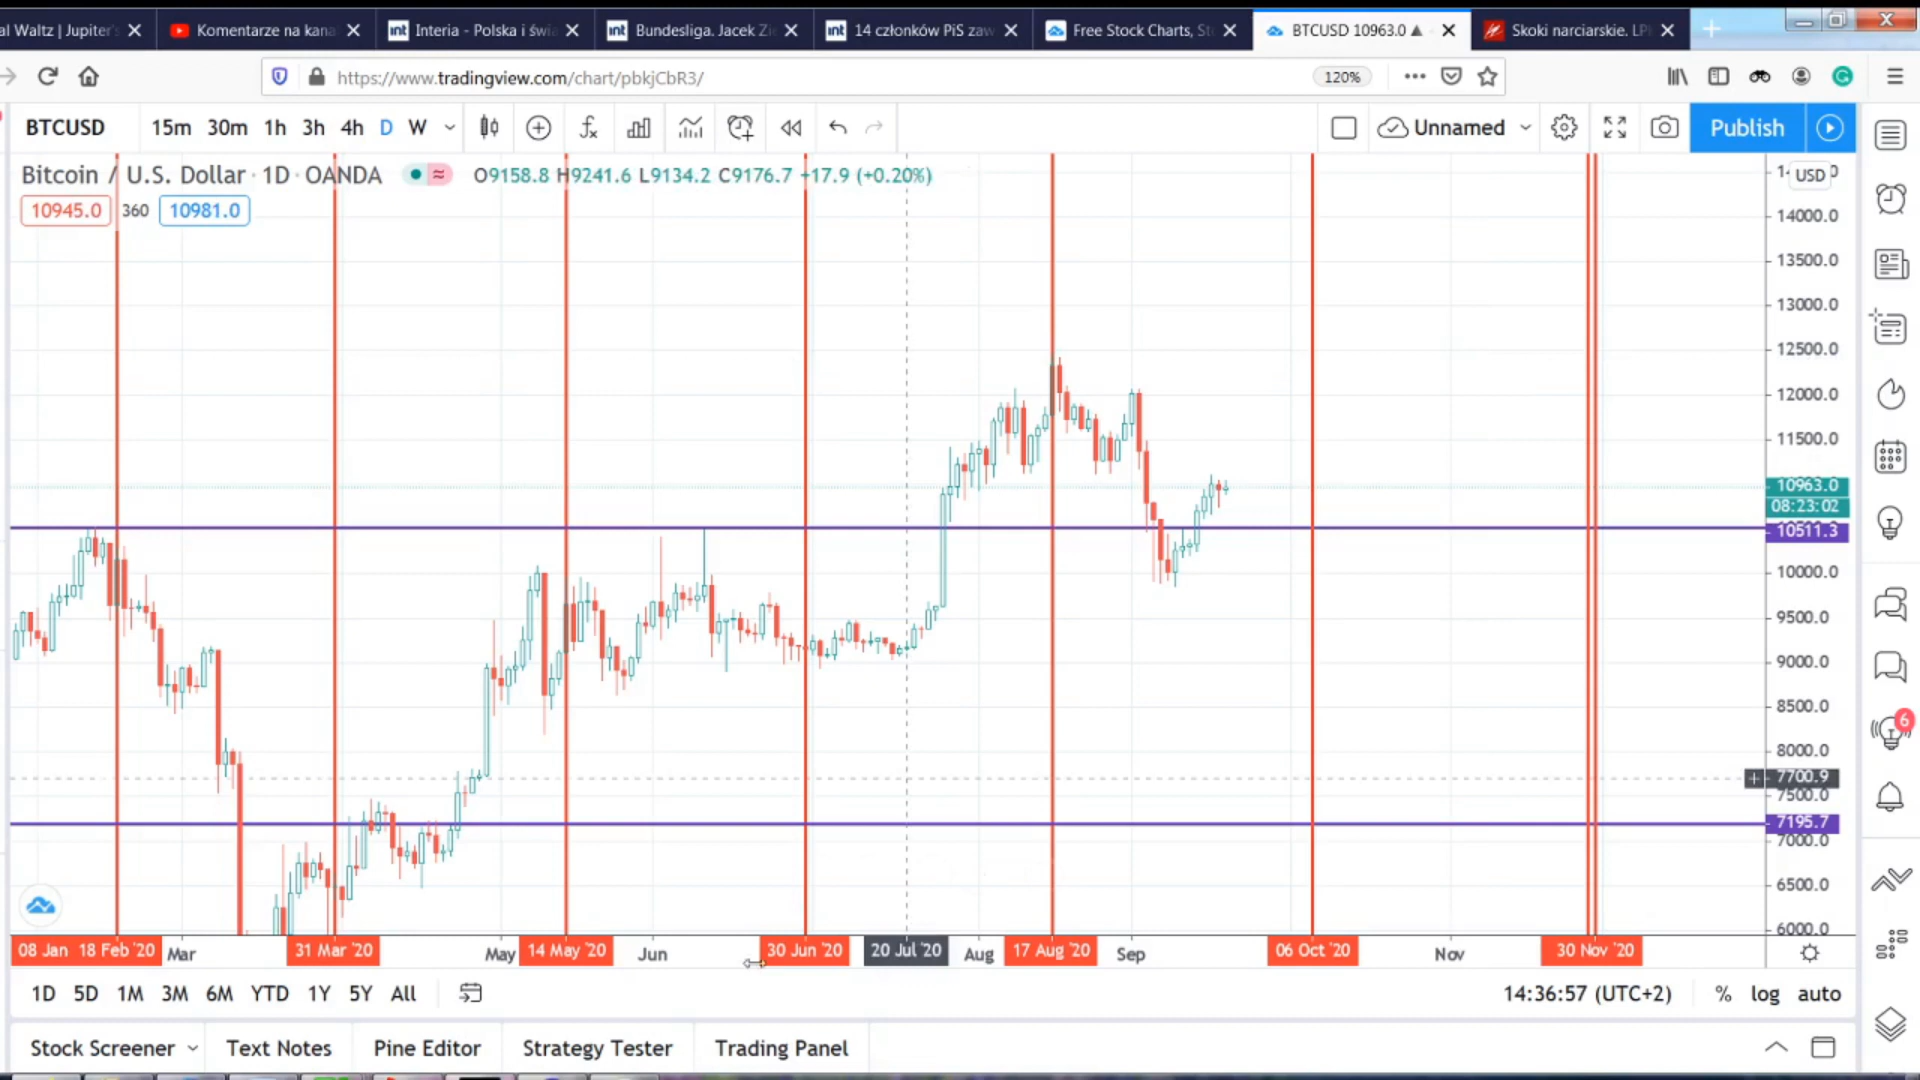 al Waltz | Jupiter's
Komentarze na kana
Interia - Polska i świa
Bundesliga. Jacek Zie
14 członków PiS zaw
Free Stock Charts, Sto
BTCUSD 10963.0 ▲
Skoki narciarskie. LPK
https://www.tradingview.com/chart/pbkjCbR3/
120%
BTCUSD 15m 30m 1h 3h 4h D W
Unnamed
Publish
Bitcoin / U.S. Dollar · 1D · OANDA
O9158.8 H9241.6 L9134.2 C9176.7 +17.9 (+0.20%)
10945.0 360 10981.0
USD
14000.0
13500.0
13000.0
12500.0
12000.0
11500.0
10963.0
08:23:02
10511.3
10000.0
9500.0
9000.0
8500.0
8000.0
7700.9
7500.0
7195.7
7000.0
6500.0
6000.0
6
08 Jan 18 Feb '20 Mar 31 Mar '20 May 14 May '20 Jun 30 Jun '20 20 Jul '20 Aug 17 Aug '20 Sep 06 Oct '20 Nov 30 Nov '20
1D 5D 1M 3M 6M YTD 1Y 5Y All
14:36:57 (UTC+2) % log auto
Stock Screener Text Notes Pine Editor Strategy Tester Trading Panel